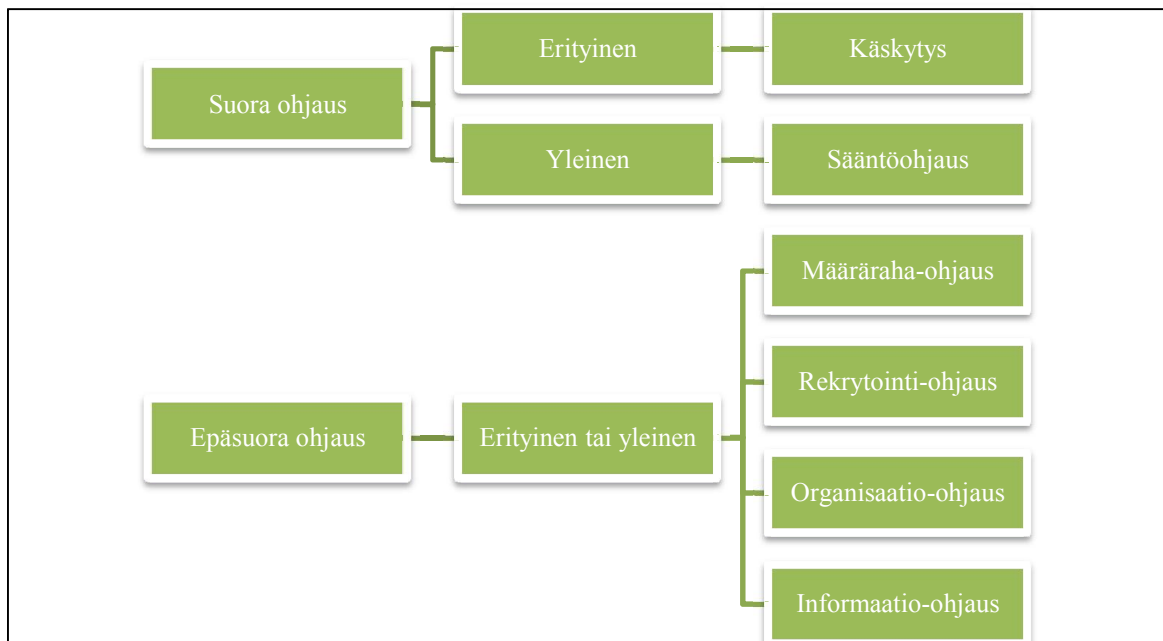 Suora ohjaus
Erityinen
Käskytys
Yleinen
Sääntöohjaus
Epäsuora ohjaus
Erityinen tai yleinen
Määräraha-ohjaus
Rekrytointi-ohjaus
Organisaatio-ohjaus
Informaatio-ohjaus